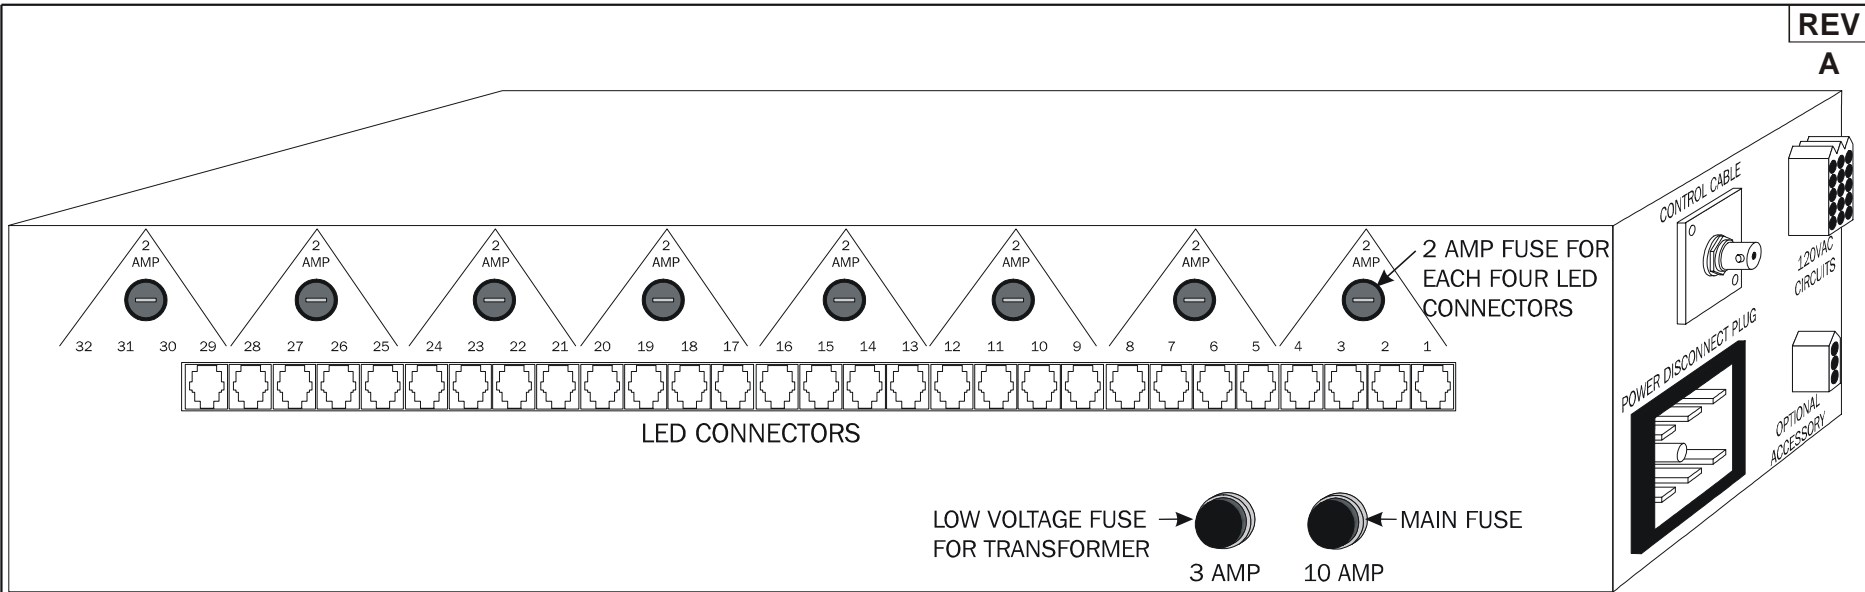 REV
A
2 2 2 2 2 2 2 2
AMP AMP AMP AMP AMP AMP AMP AMP
2 AMP FUSE FOR
EACH FOUR LED
CONNECTORS
32 31 30 29 28 27 26 25 24 23 22 21 20 19 18 17 16 15 14 13 12 11 10 9 8 7 6 5 4 3 2 1
LED CONNECTORS
LOW VOLTAGE FUSE
FOR TRANSFORMER
3 AMP
MAIN FUSE
10 AMP
CONTROL CABLE
120VAC
CIRCUITS
POWER DISCONNECT PLUG
OPTIONAL
ACCESSORY